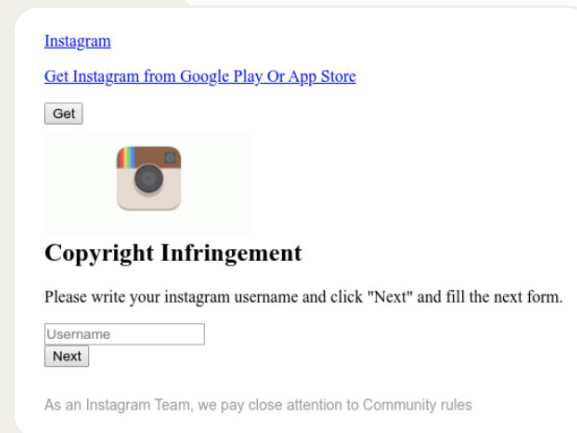 Instagram
Get Instagram from Google Play Or App Store
Get
Copyright Infringement
Please write your instagram username and click "Next" and fill the next form.
Username
Next
As an Instagram Team, we pay close attention to Community rules